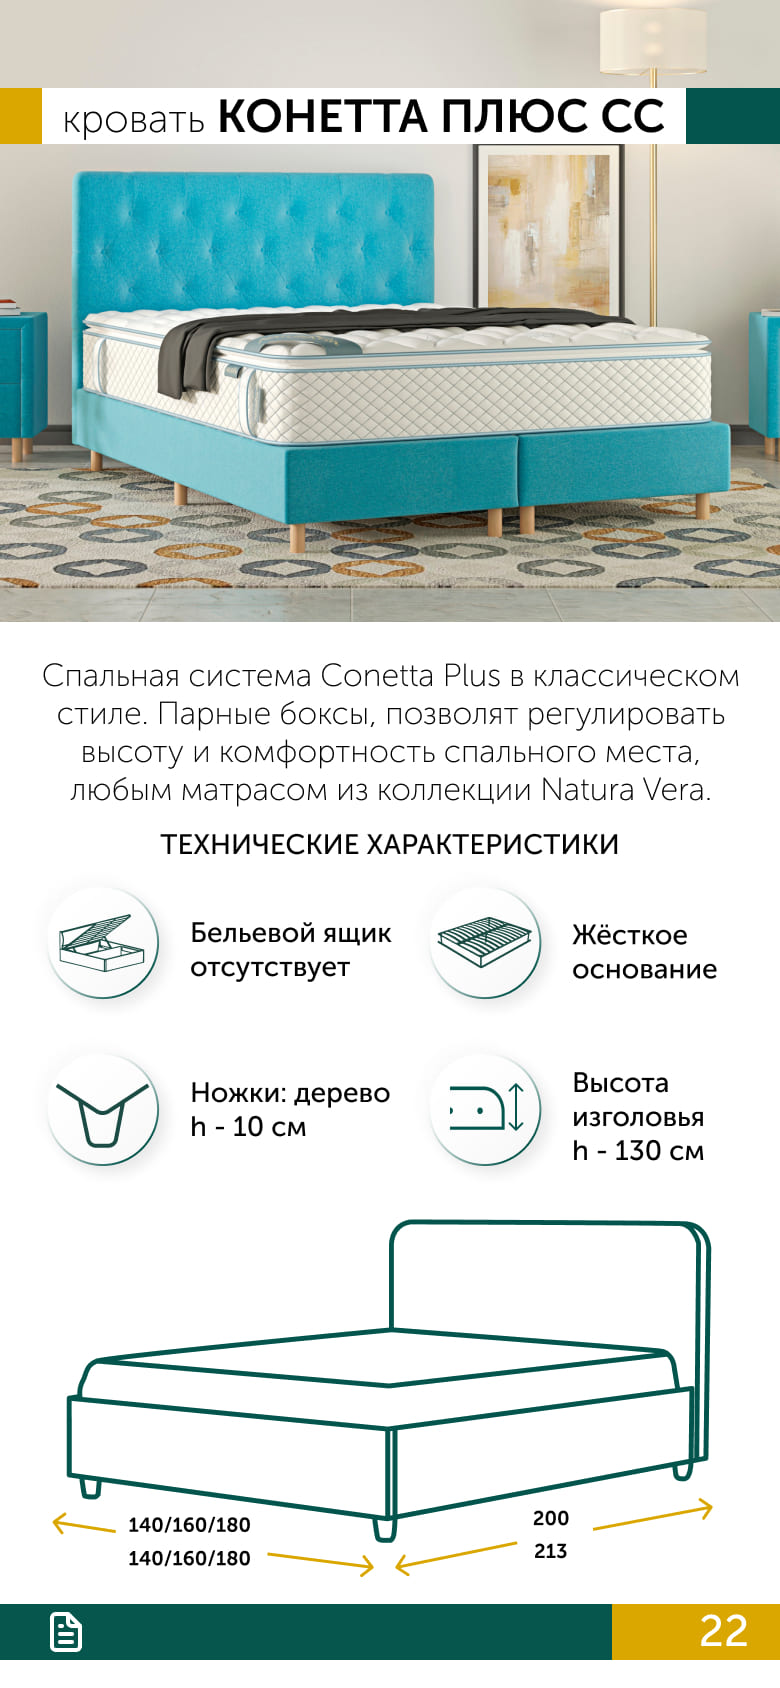 кровать КОНЕТТА ПЛЮС СС
Спальная система Conetta Plus в классическом
стиле. Парные боксы, позволят регулировать
высоту и комфортность спального места,
любым матрасом из коллекции Natura Vera.
ТЕХНИЧЕСКИЕ ХАРАКТЕРИСТИКИ
Бельевой ящик
отсутствует
Жёсткое
основание
Ножки: дерево
h - 10 см
Высота
изголовья
h - 130 см
140/160/180
140/160/180
200
213
22